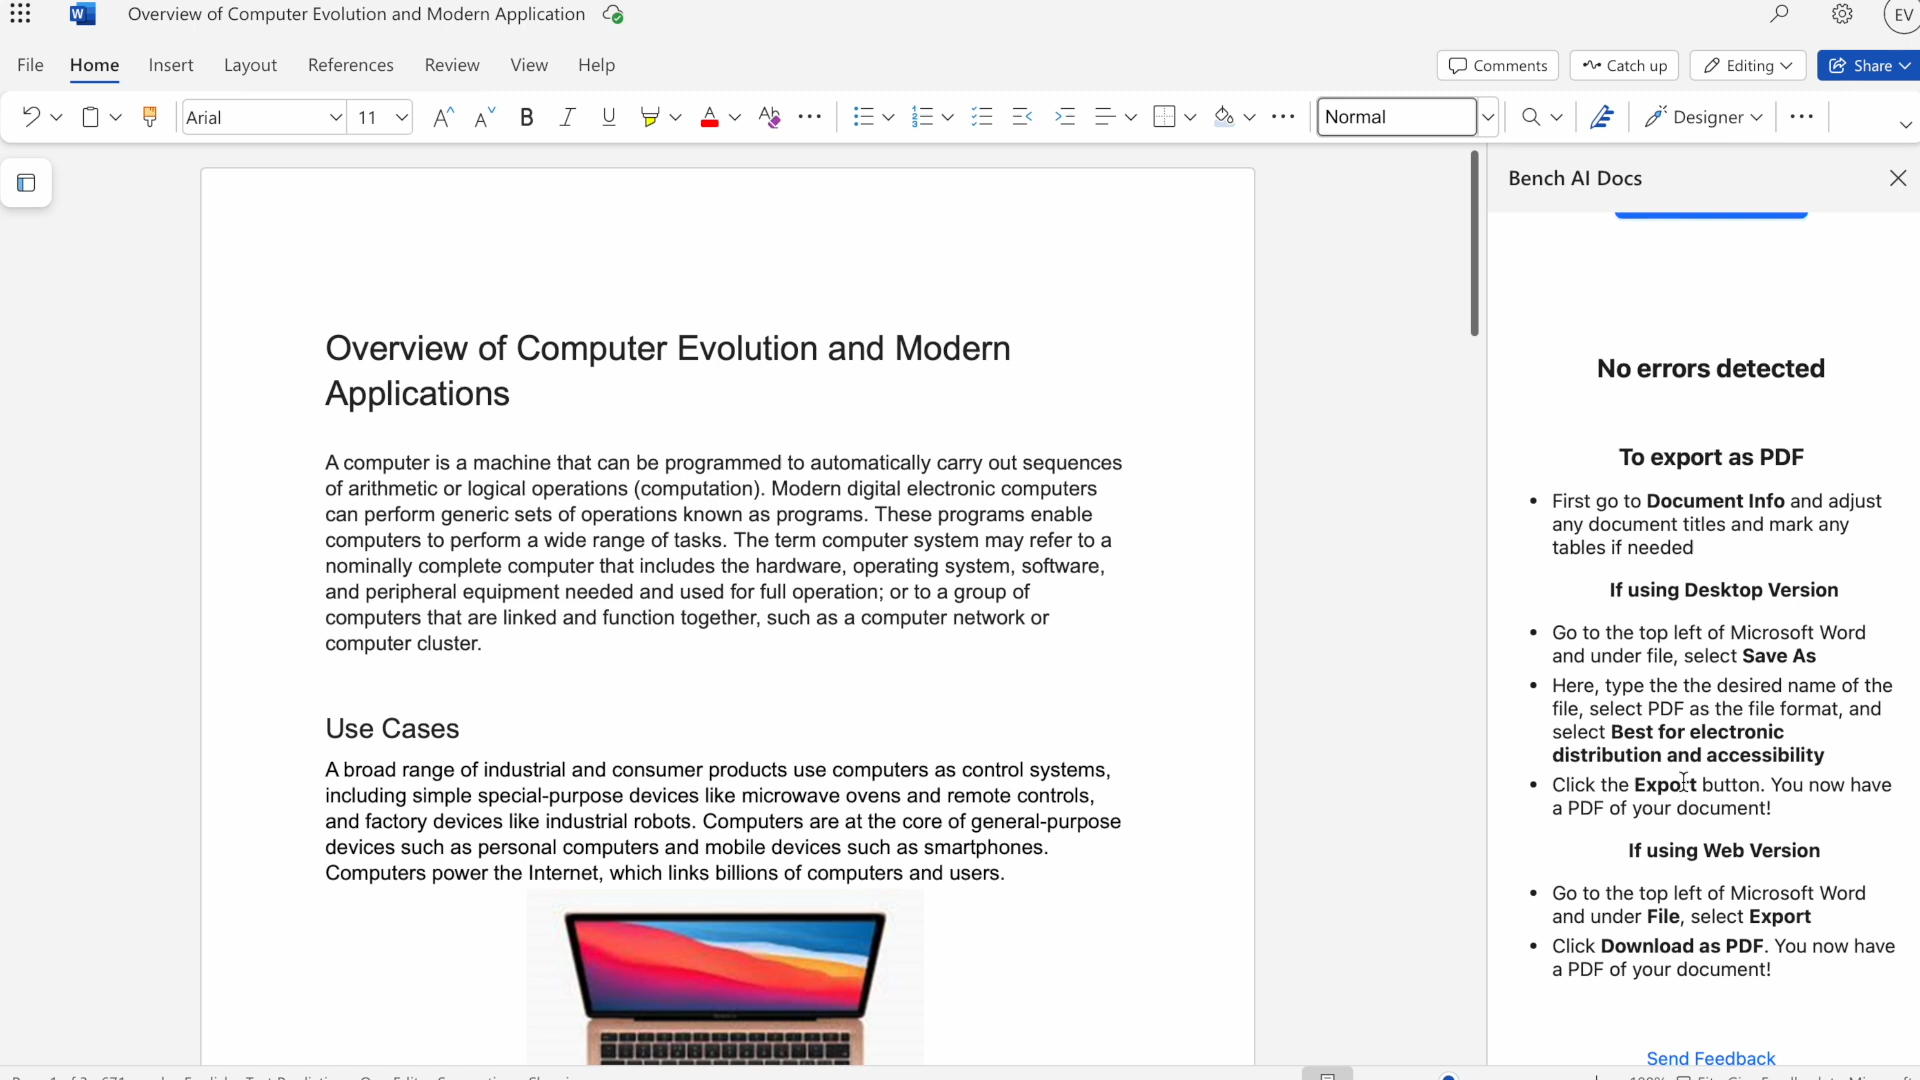 Overview of Computer Evolution and Modern Application
EV
File Home Insert Layout References Review View Help
Comments Catch up Editing Share
Arial 11 B I U A Normal Designer
Bench AI Docs
Overview of Computer Evolution and Modern
Applications
A computer is a machine that can be programmed to automatically carry out sequences
of arithmetic or logical operations (computation). Modern digital electronic computers
can perform generic sets of operations known as programs. These programs enable
computers to perform a wide range of tasks. The term computer system may refer to a
nominally complete computer that includes the hardware, operating system, software,
and peripheral equipment needed and used for full operation; or to a group of
computers that are linked and function together, such as a computer network or
computer cluster.
Use Cases
A broad range of industrial and consumer products use computers as control systems,
including simple special-purpose devices like microwave ovens and remote controls,
and factory devices like industrial robots. Computers are at the core of general-purpose
devices such as personal computers and mobile devices such as smartphones.
Computers power the Internet, which links billions of computers and users.
No errors detected
To export as PDF
• First go to Document Info and adjust
any document titles and mark any
tables if needed
If using Desktop Version
• Go to the top left of Microsoft Word
and under file, select Save As
• Here, type the the desired name of the
file, select PDF as the file format, and
select Best for electronic
distribution and accessibility
• Click the Export button. You now have
a PDF of your document!
If using Web Version
• Go to the top left of Microsoft Word
and under File, select Export
• Click Download as PDF. You now have
a PDF of your document!
Send Feedback